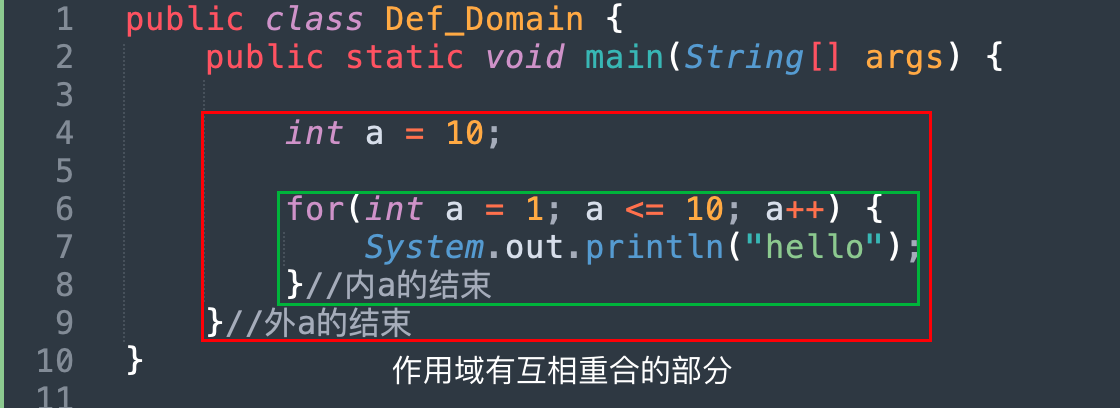 1 public class Def_Domain {
2 public static void main(String[] args) {
3
4 int a = 10;
5
6 for(int a = 1; a <= 10; a++) {
7 System.out.println("hello");
8 }//内a的结束
9 }//外a的结束
10 }
作用域有互相重合的部分
11